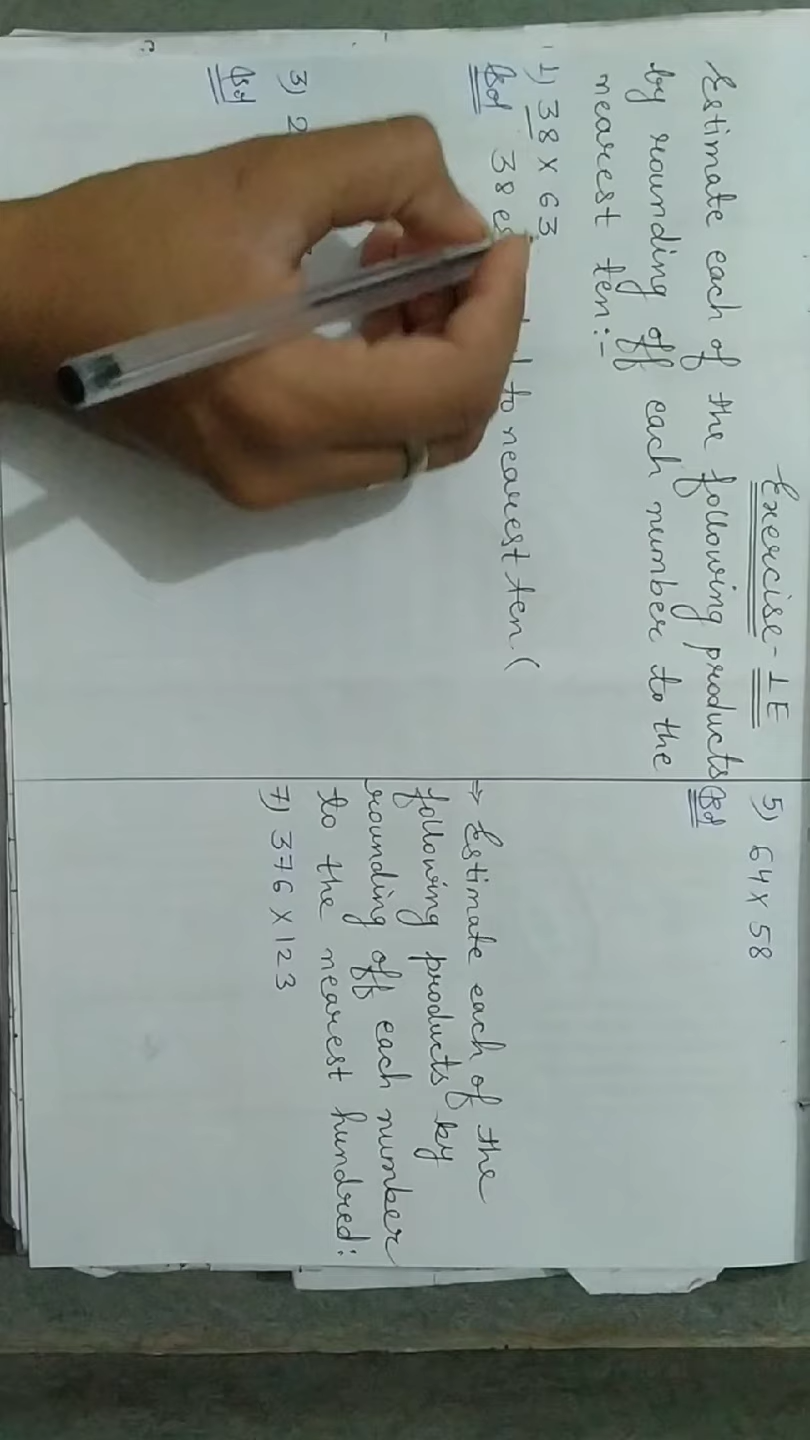 Exercise-1E
Estimate each of the following products
by rounding off each number to the
nearest ten:-
1) 38 x 63
Sol 38 to nearest ten (
3) 2
Sol
5) 64 x 58
Sol
⇒ Estimate each of the
following products by
rounding off each number
to the nearest hundred:
7) 376 x 123